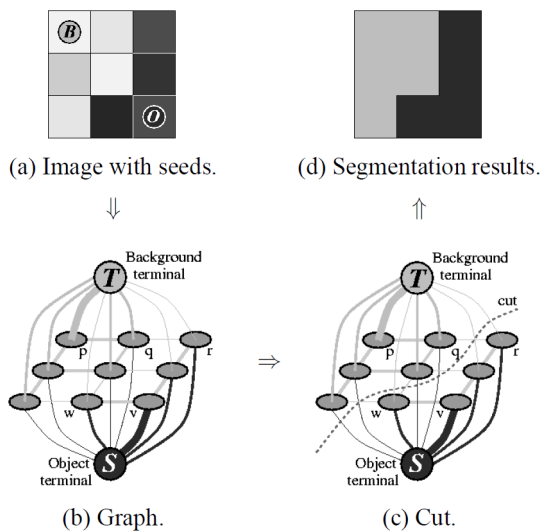 B
O
(a) Image with seeds.
(d) Segmentation results.
⇓
⇑
Background
terminal
T
p
q
r
w
v
Object
terminal
S
(b) Graph.
⇒
Background
terminal
T
cut
p
q
r
w
v
Object
terminal
S
(c) Cut.